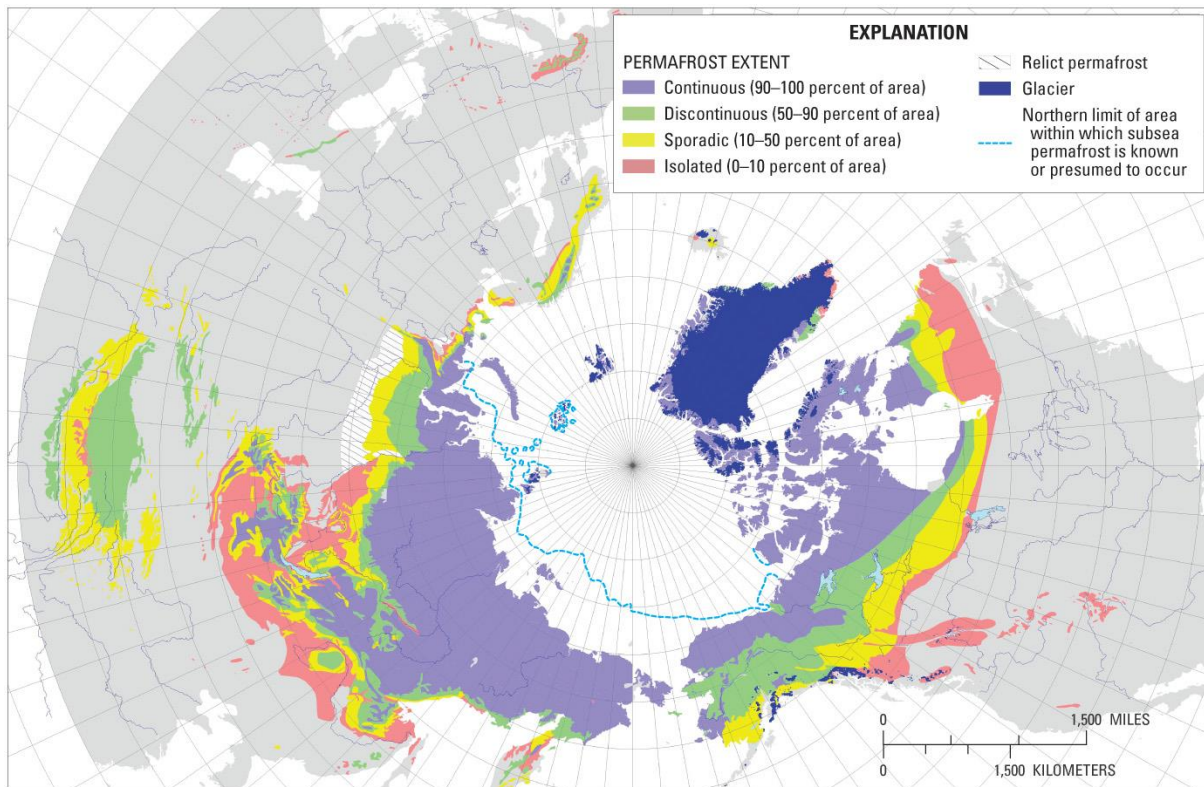 EXPLANATION
PERMAFROST EXTENT
Continuous (90–100 percent of area)
Discontinuous (50–90 percent of area)
Sporadic (10–50 percent of area)
Isolated (0–10 percent of area)
Relict permafrost
Glacier
Northern limit of area
within which subsea
permafrost is known
or presumed to occur
0 1,500 MILES
0 1,500 KILOMETERS